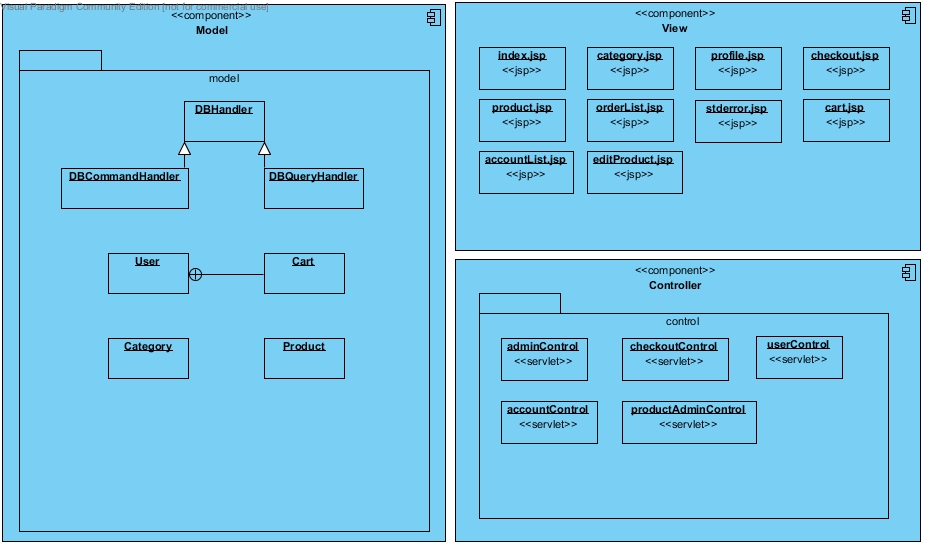 Visual Paradigm Community Edition [not for commercial use]
<<component>>
Model
model
DBHandler
DBCommandHandler
DBQueryHandler
User
Cart
Category
Product
<<component>>
View
index.jsp
<<jsp>>
category.jsp
<<jsp>>
profile.jsp
<<jsp>>
checkout.jsp
<<jsp>>
product.jsp
<<jsp>>
orderList.jsp
<<jsp>>
stderror.jsp
<<jsp>>
cart.jsp
<<jsp>>
accountList.jsp
<<jsp>>
editProduct.jsp
<<jsp>>
<<component>>
Controller
control
adminControl
<<servlet>>
checkoutControl
<<servlet>>
userControl
<<servlet>>
accountControl
<<servlet>>
productAdminControl
<<servlet>>